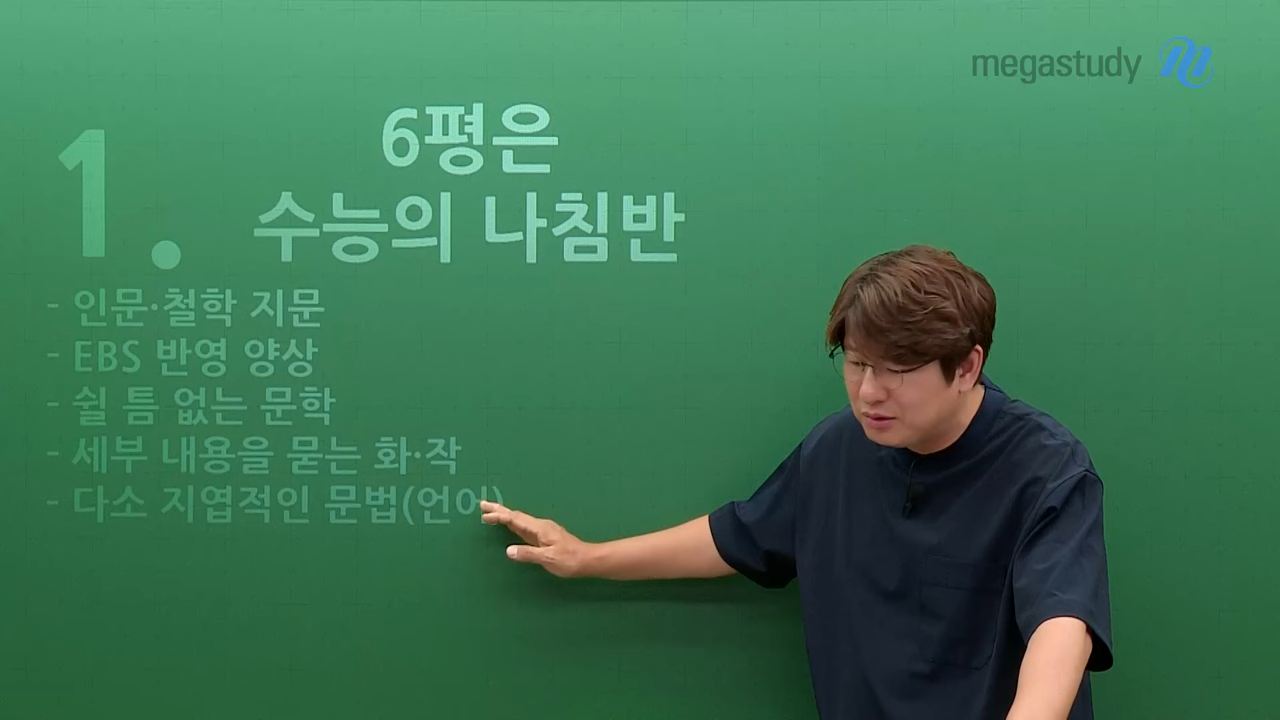 megastudy
1.
6평은
수능의 나침반
- 인문·철학 지문
- EBS 반영 양상
- 쉴 틈 없는 문학
- 세부 내용을 묻는 화·작
- 다소 지엽적인 문법(언어)